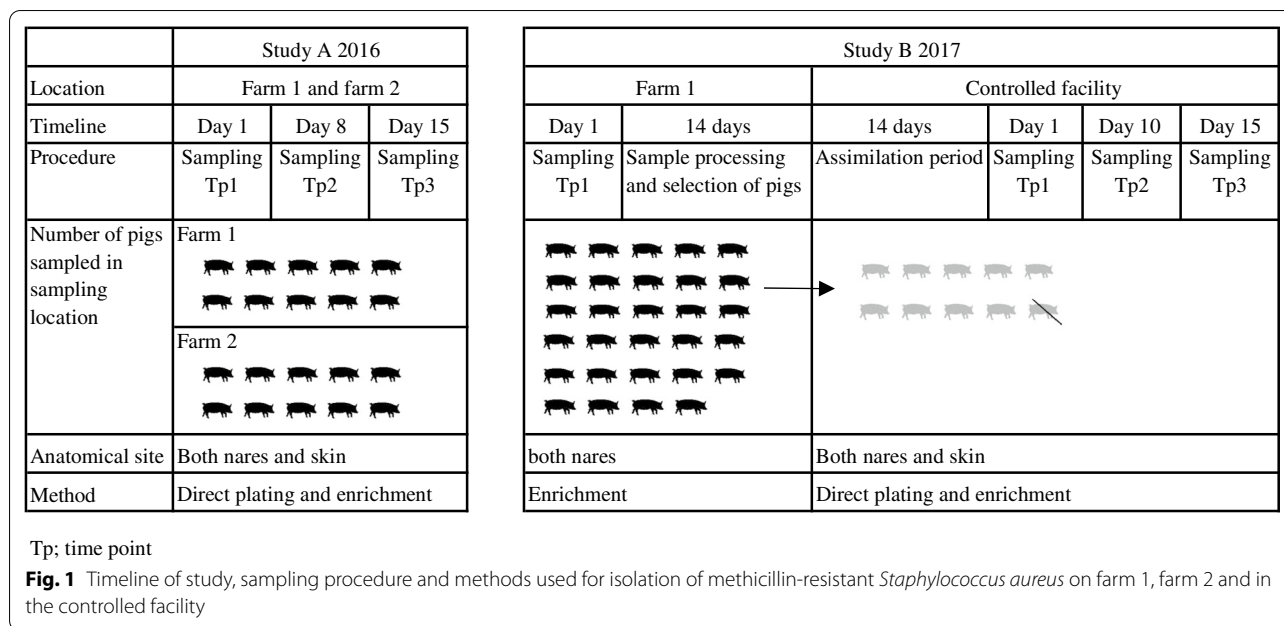 Study A 2016
Location Farm 1 and farm 2
Timeline Day 1 Day 8 Day 15
Procedure Sampling Sampling Sampling
Tp1 Tp2 Tp3
Number of pigs Farm 1
sampled in
sampling
location
Farm 2
Anatomical site Both nares and skin
Method Direct plating and enrichment
Study B 2017
Farm 1 Controlled facility
Day 1 14 days 14 days Day 1 Day 10 Day 15
Sampling Sample processing Assimilation period Sampling Sampling Sampling
Tp1 and selection of pigs Tp1 Tp2 Tp3
both nares Both nares and skin
Enrichment Direct plating and enrichment
Tp; time point
Fig. 1 Timeline of study, sampling procedure and methods used for isolation of methicillin-resistant Staphylococcus aureus on farm 1, farm 2 and in
the controlled facility